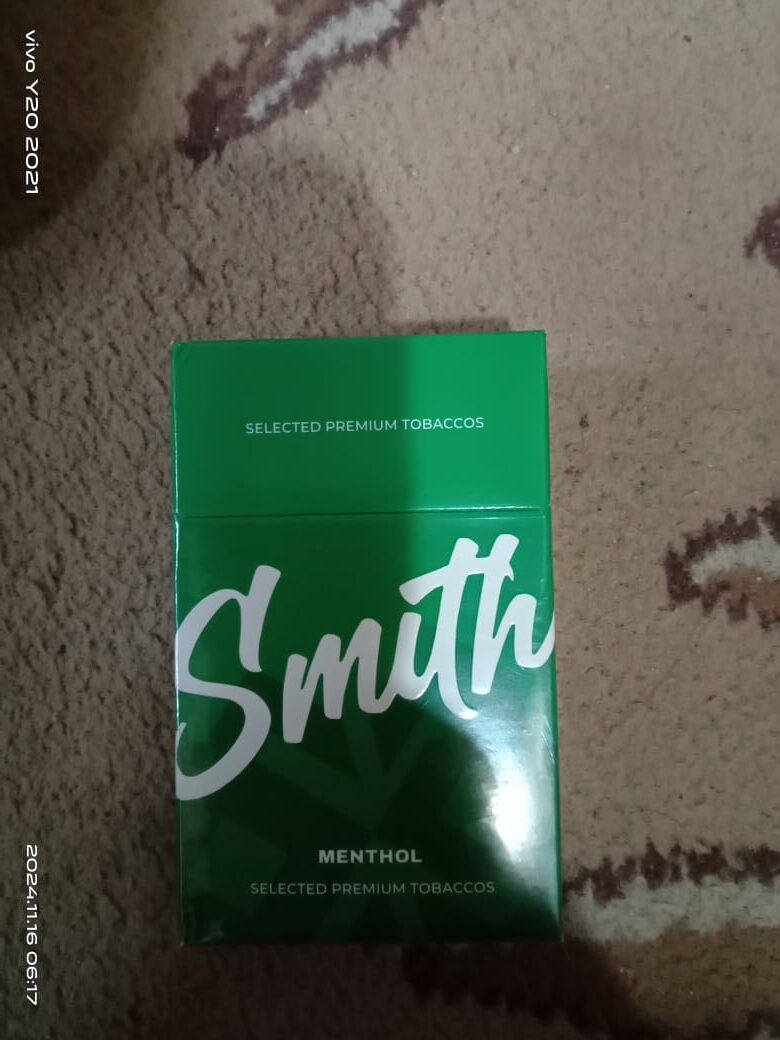 vivo Y20 2021
SELECTED PREMIUM TOBACCOS
Smith
MENTHOL
SELECTED PREMIUM TOBACCOS
2024.11.16 06:17